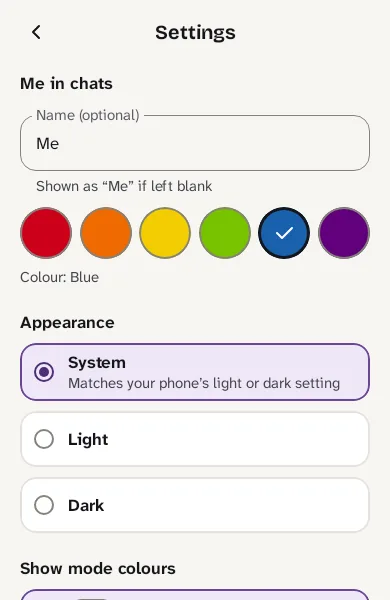 Settings
Me in chats
Name (optional)
Me
Shown as “Me” if left blank
Colour: Blue
Appearance
System
Matches your phone’s light or dark setting
Light
Dark
Show mode colours